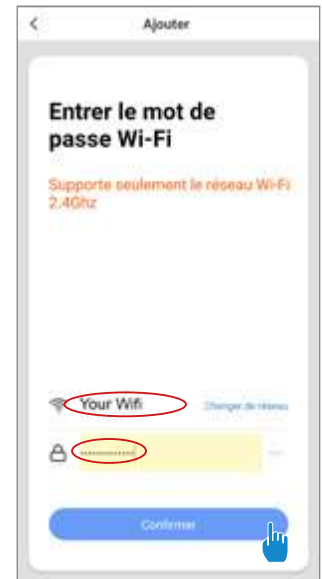 Ajouter
Entrer le mot de
passe Wi-Fi
Supporte seulement le réseau Wi-Fi
2.4Ghz
Your Wifi
Changer de réseau
Confirmer